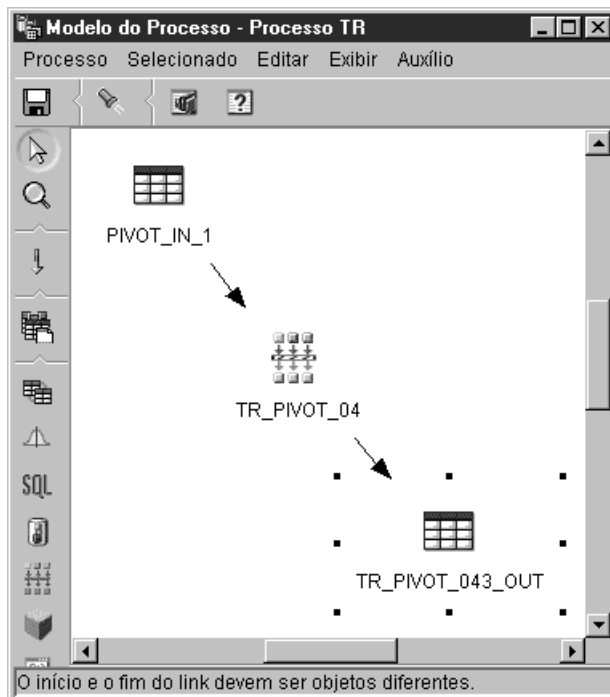 Modelo do Processo - Processo TR
Processo Selecionado Editar Exibir Auxílio
PIVOT_IN_1
TR_PIVOT_04
SQL
TR_PIVOT_043_OUT
O início e o fim do link devem ser objetos diferentes.